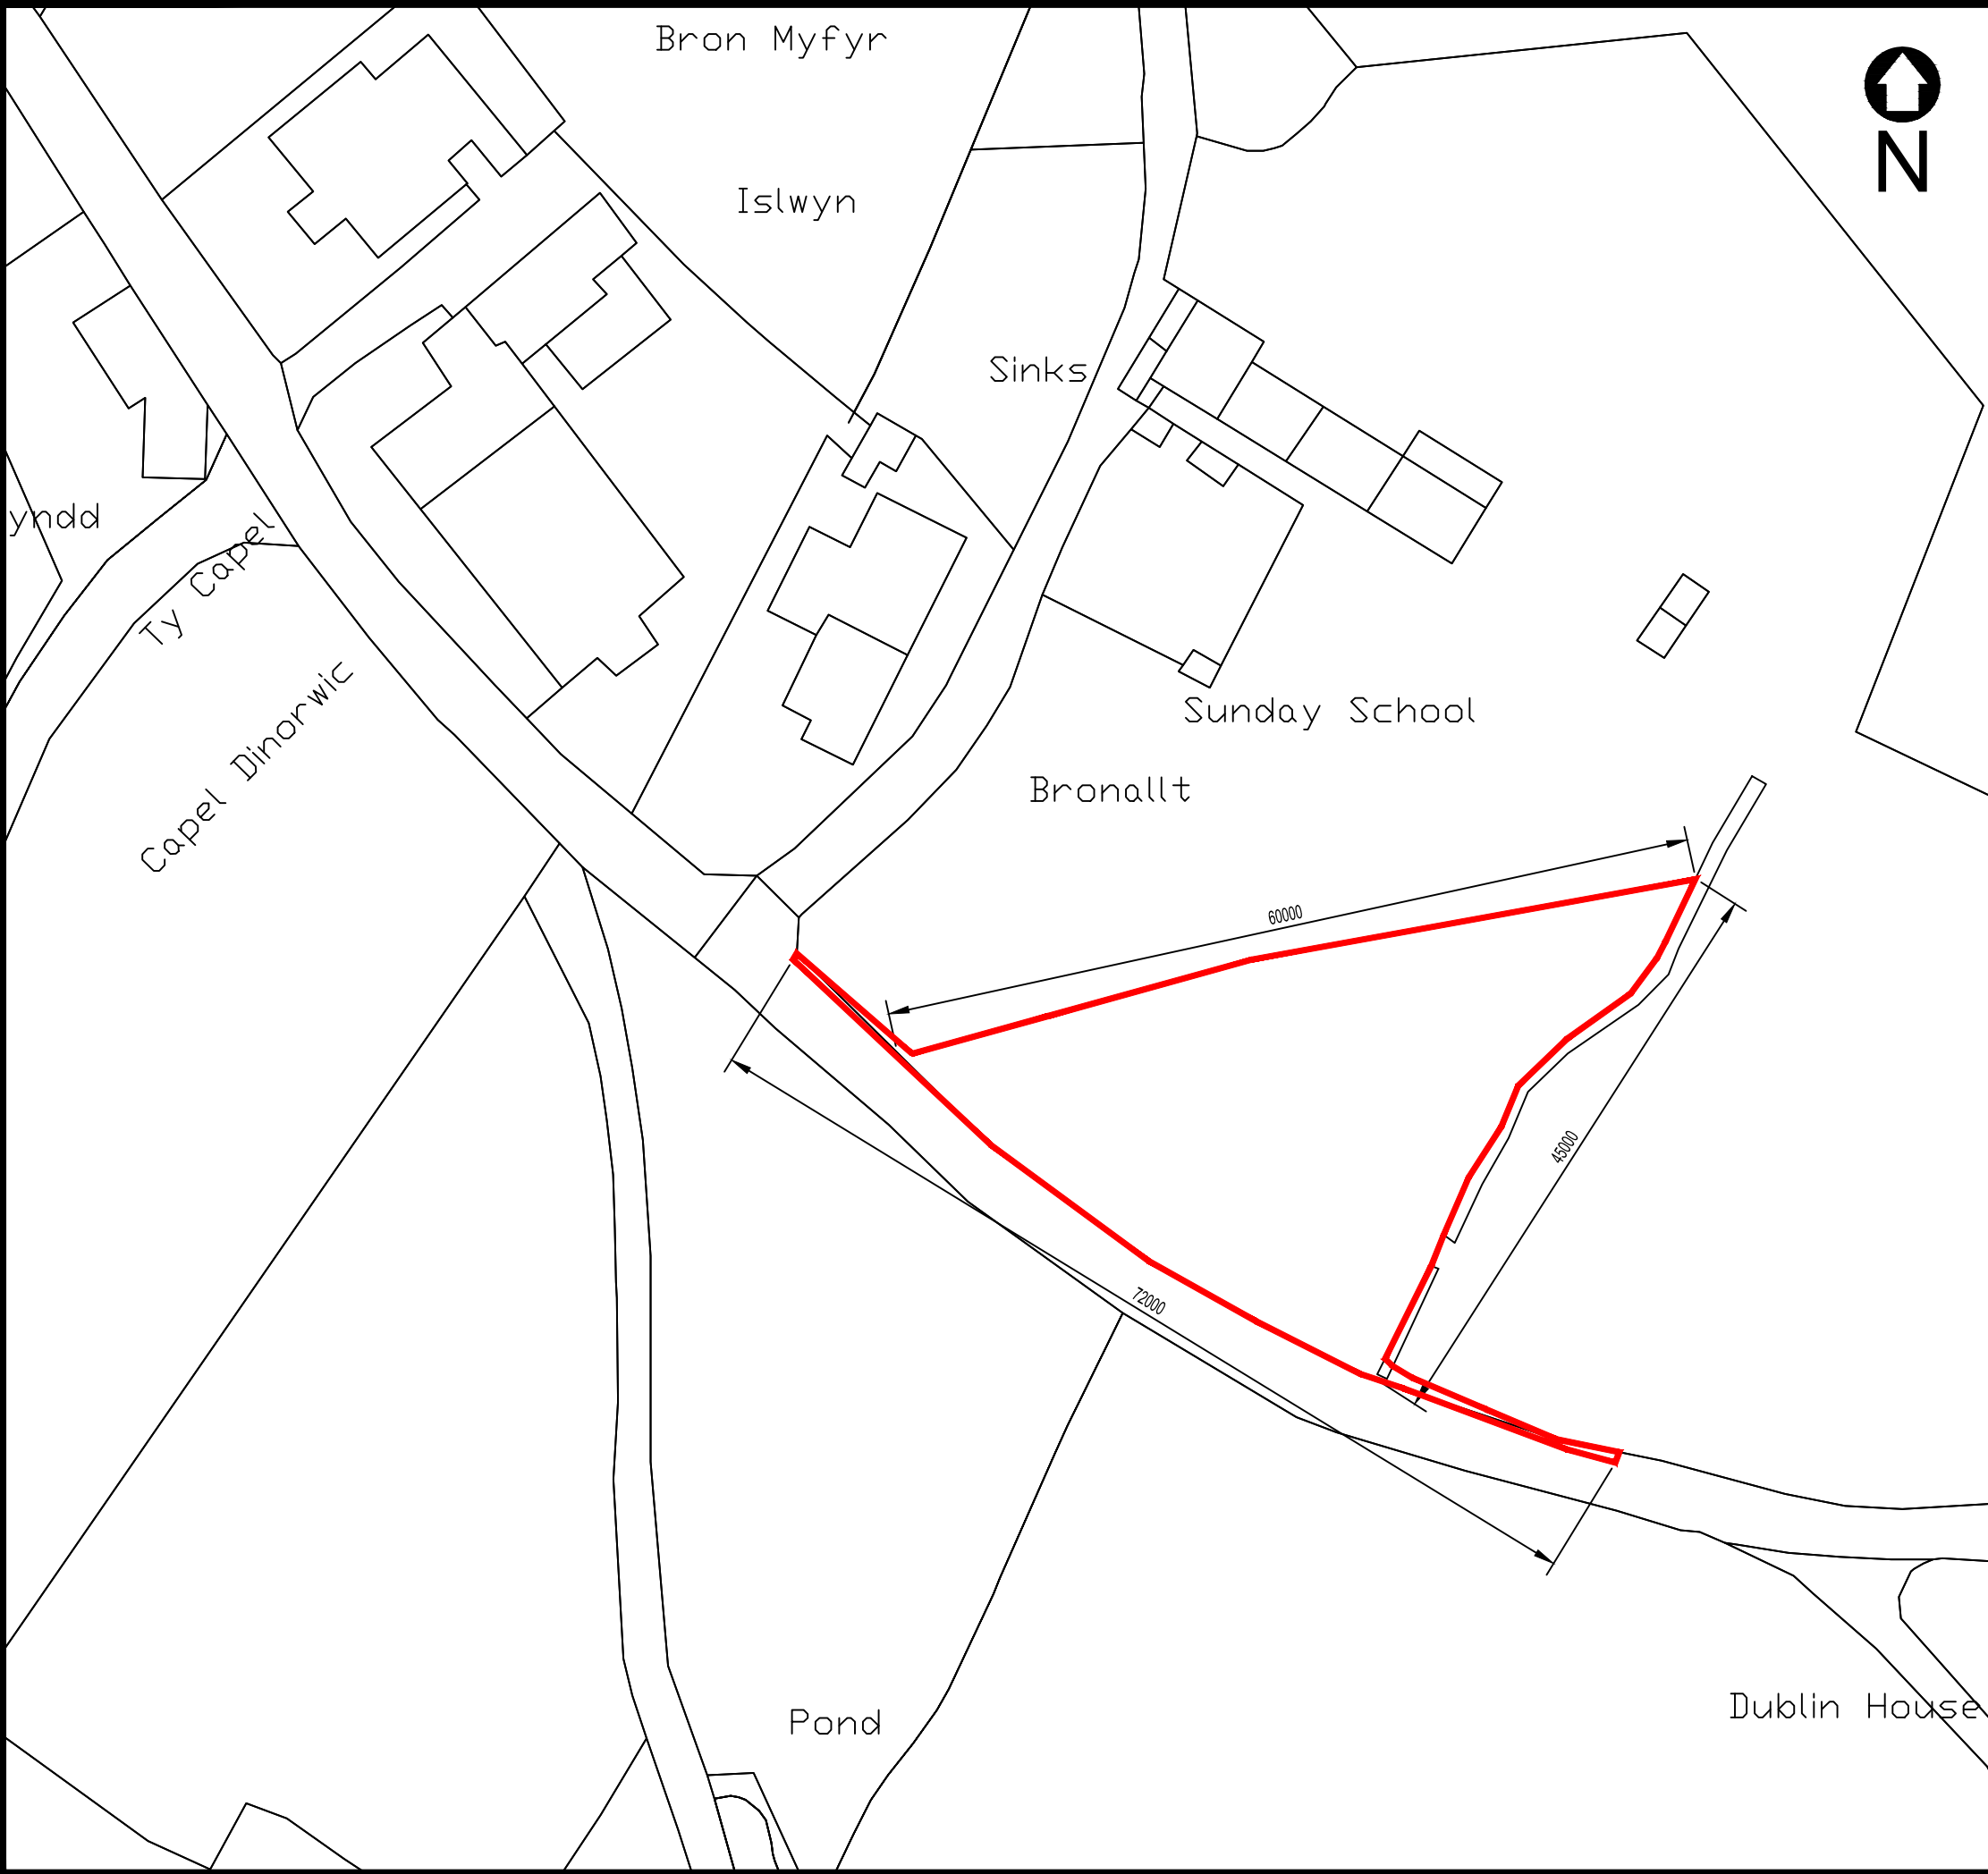 Bron Myfyr
N
Islwyn
Sinks
yndd
Ty Capel
Capel Dinorwic
Sunday School
Bronallt
60000
45000
72000
Pond
Dublin House